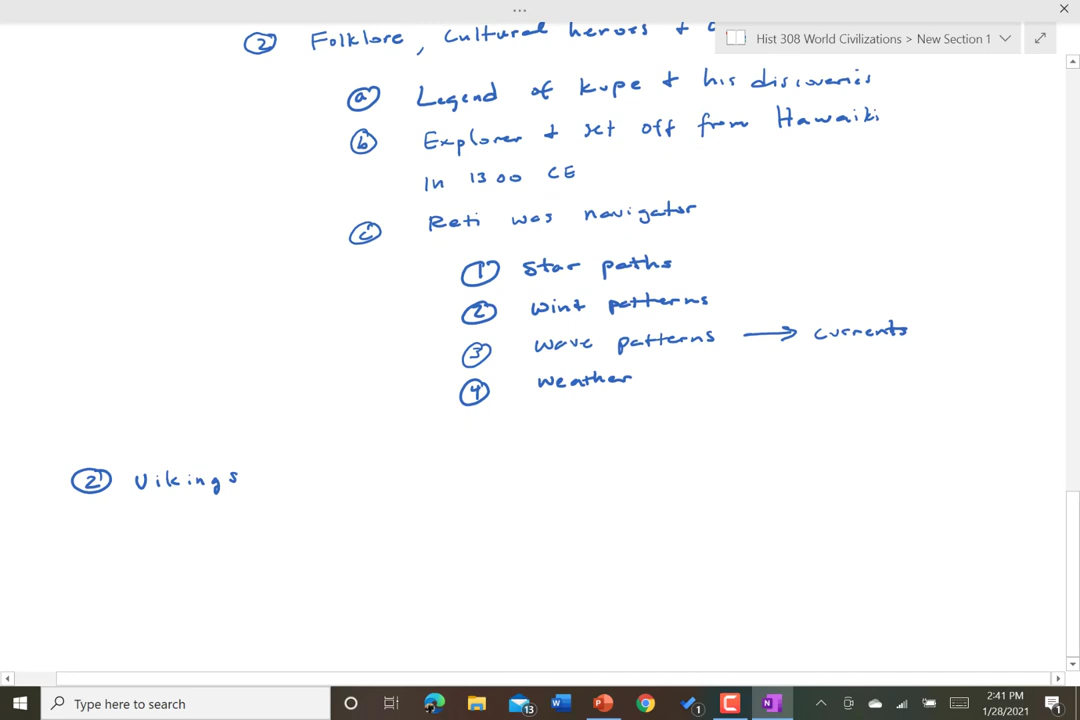 ...
Hist 308 World Civilizations > New Section 1
② Folklore, cultural heroes +
ⓐ Legend of Kupe + his discoveries
ⓑ Explorer + set off from Hawaiki
in 1300 CE
ⓒ Reti was navigator
① Star paths
② Wind patterns
③ Wave patterns → currents
④ Weather
② Vikings
Type here to search
13
1
2:41 PM
1/28/2021
1